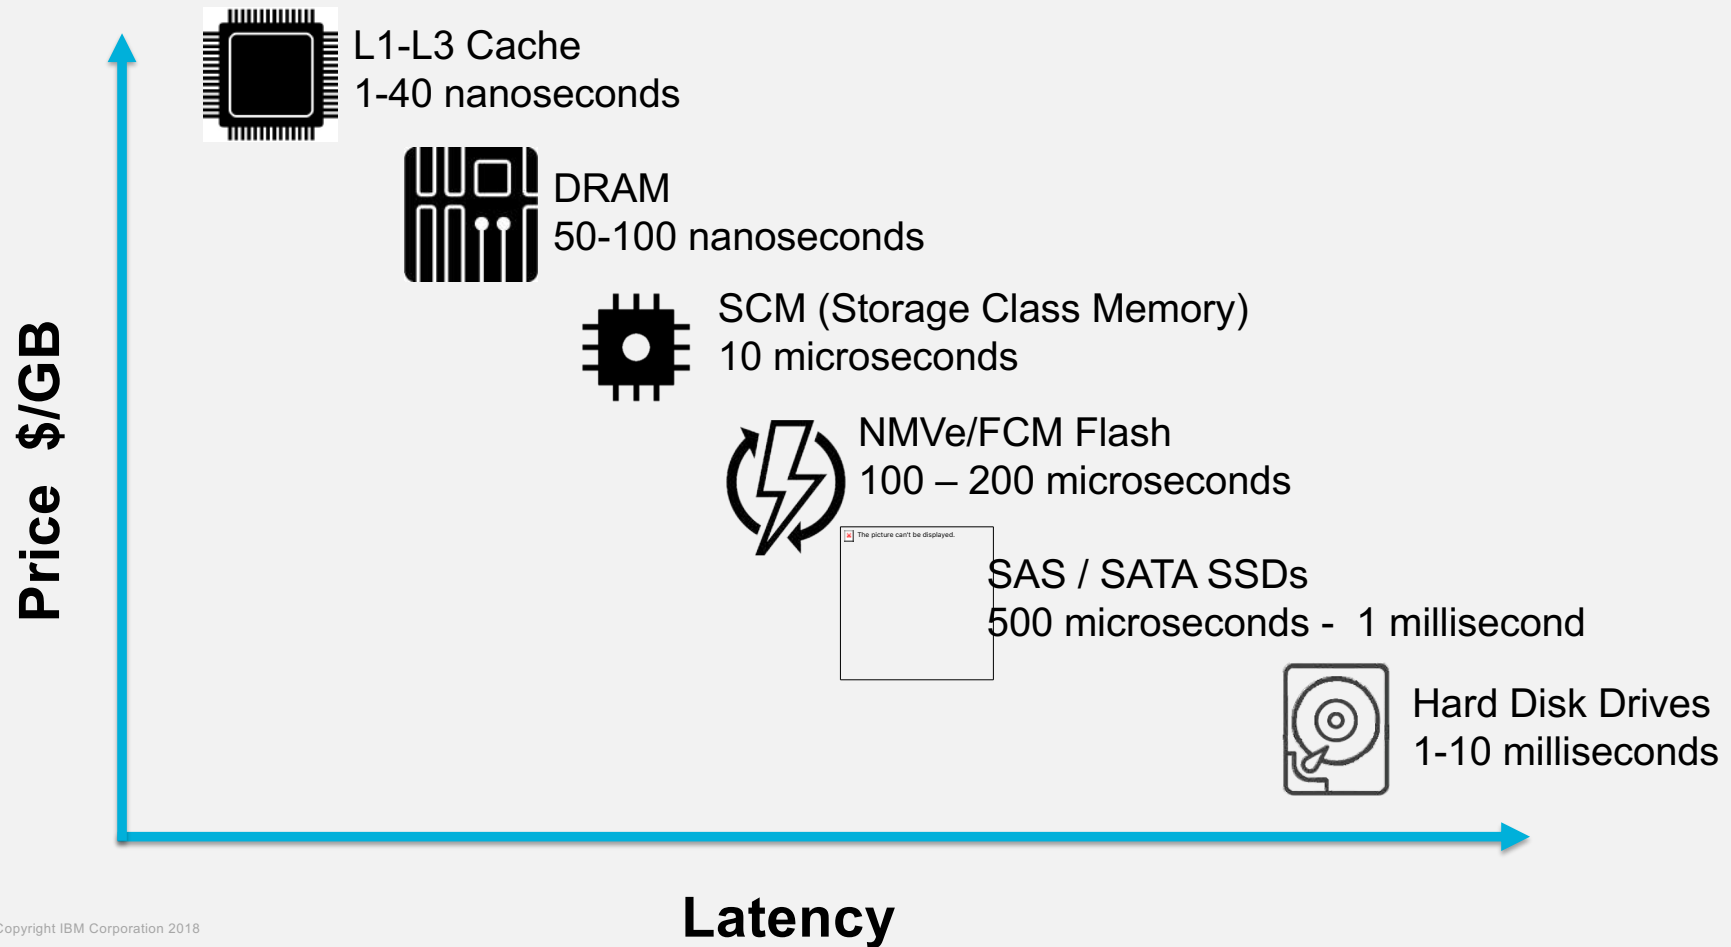 L1-L3 Cache
1-40 nanoseconds
DRAM
50-100 nanoseconds
SCM (Storage Class Memory)
10 microseconds
NMVe/FCM Flash
100 – 200 microseconds
The picture can't be displayed.
SAS / SATA SSDs
500 microseconds - 1 millisecond
Hard Disk Drives
1-10 milliseconds
Price $/GB
Latency
Copyright IBM Corporation 2018